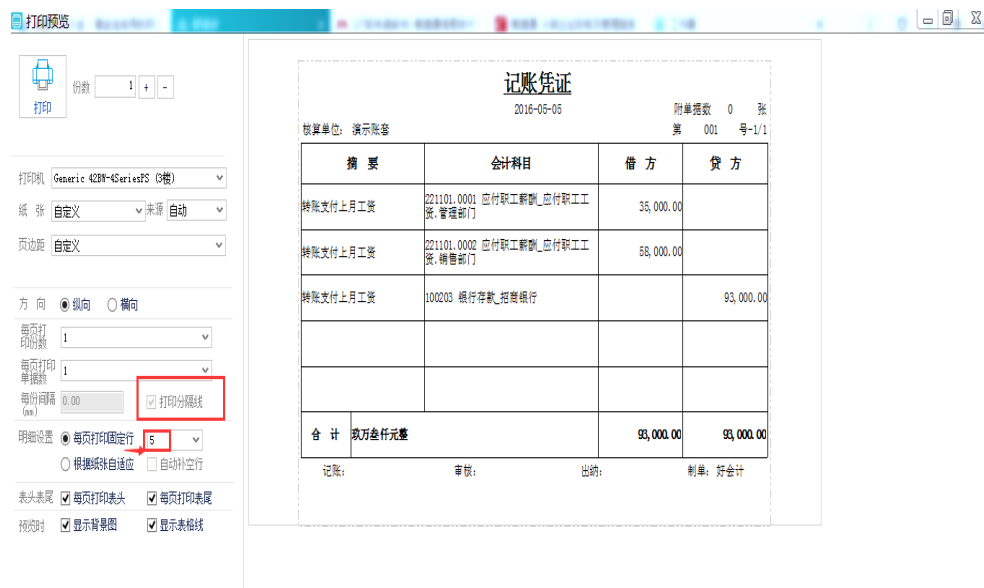 打印预览
打印
份数 1 + -
打印机 Generic 42BW-4SeriesPS (3楼)
纸 张 自定义 来源 自动
页边距 自定义
方 向 纵向 横向
每页打印份数 1
每页打印单据数 1
每份间隔(mm) 0.00 打印分隔线
明细设置 每页打印固定行 5
根据纸张自适应 自动补空行
表头表尾 每页打印表头 每页打印表尾
预览时 显示背景图 显示表格线
记账凭证
2016-05-05 附单据数 0 张
核算单位: 演示账套 第 001 号-1/1
摘 要 会计科目 借 方 贷 方
转账支付上月工资 221101.0001 应付职工薪酬_应付职工工资.管理部门 35,000.00
转账支付上月工资 221101.0002 应付职工薪酬_应付职工工资.销售部门 58,000.00
转账支付上月工资 100203 银行存款_招商银行 93,000.00
合 计 玖万叁仟元整 93,000.00 93,000.00
记账: 审核: 出纳: 制单: 好会计